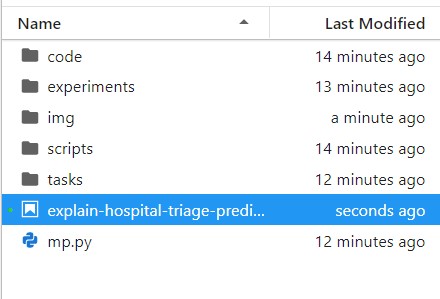 Name Last Modified
code 14 minutes ago
experiments 13 minutes ago
img a minute ago
scripts 14 minutes ago
tasks 12 minutes ago
explain-hospital-triage-predi... seconds ago
mp.py 12 minutes ago